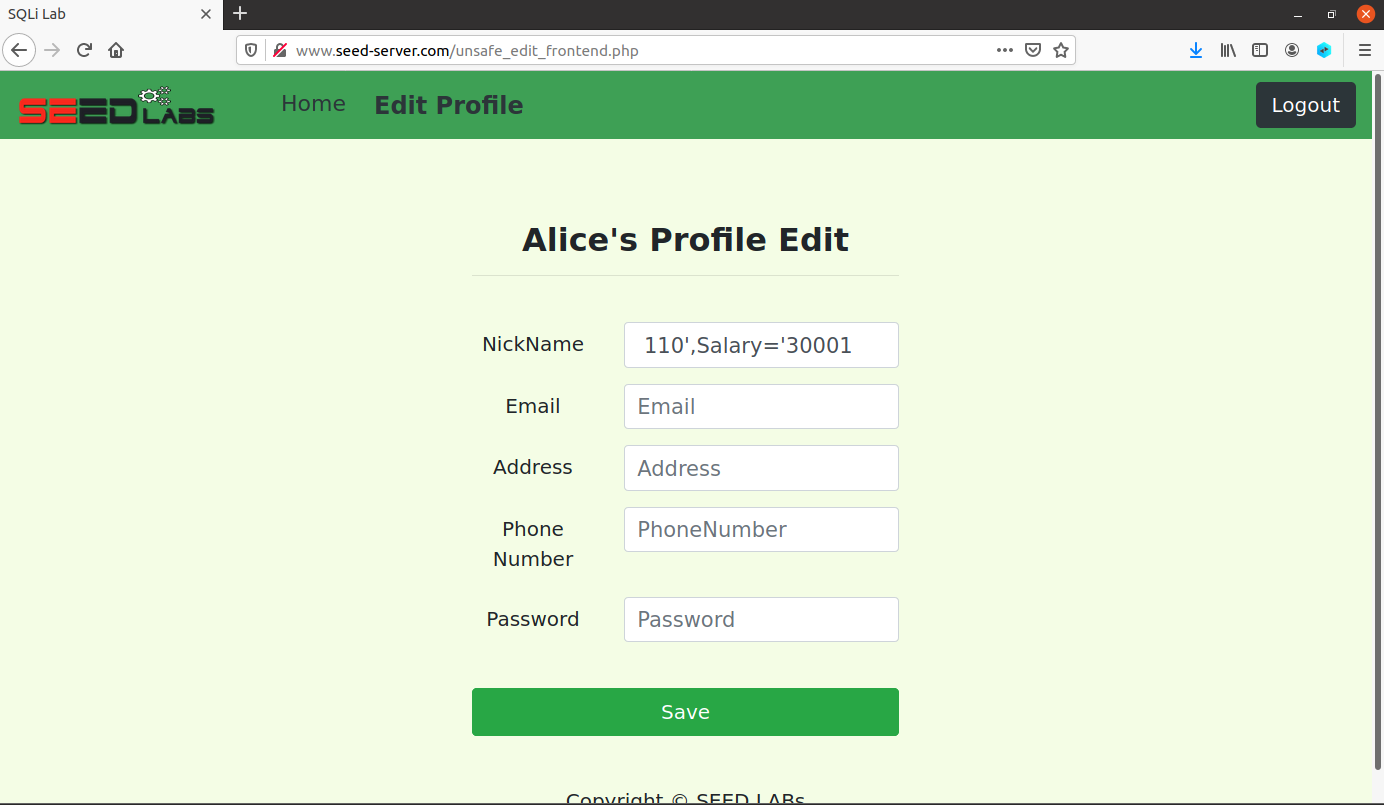 SQLi Lab
www.seed-server.com/unsafe_edit_frontend.php
SEED LABS Home Edit Profile Logout
Alice's Profile Edit
NickName 110',Salary='30001
Email Email
Address Address
Phone Number PhoneNumber
Password Password
Save
Copyright © SEED LABs